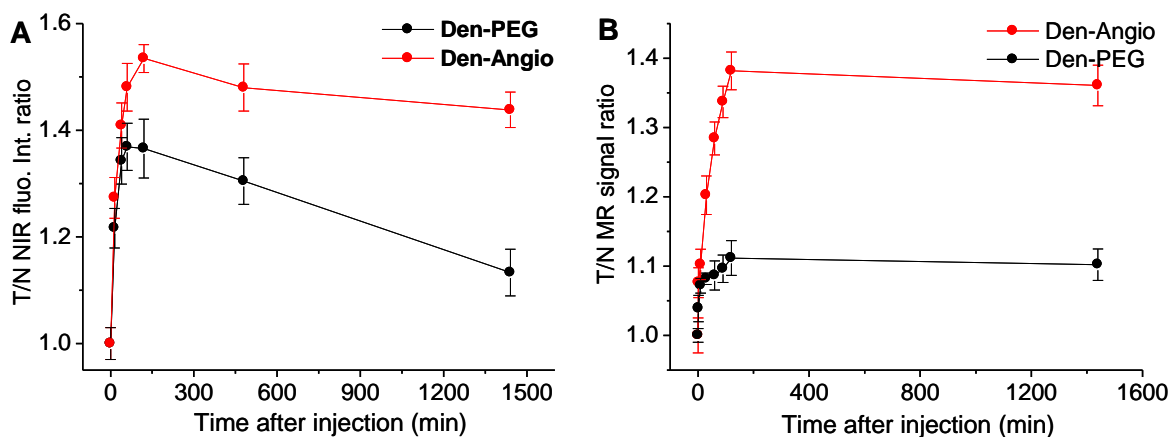 A
Den-PEG
Den-Angio
T/N NIR fluo. Int. ratio
1.6
1.4
1.2
1.0
0 300 600 900 1200 1500
Time after injection (min)
B
Den-Angio
Den-PEG
T/N MR signal ratio
1.4
1.3
1.2
1.1
1.0
0 400 800 1200 1600
Time after injection (min)